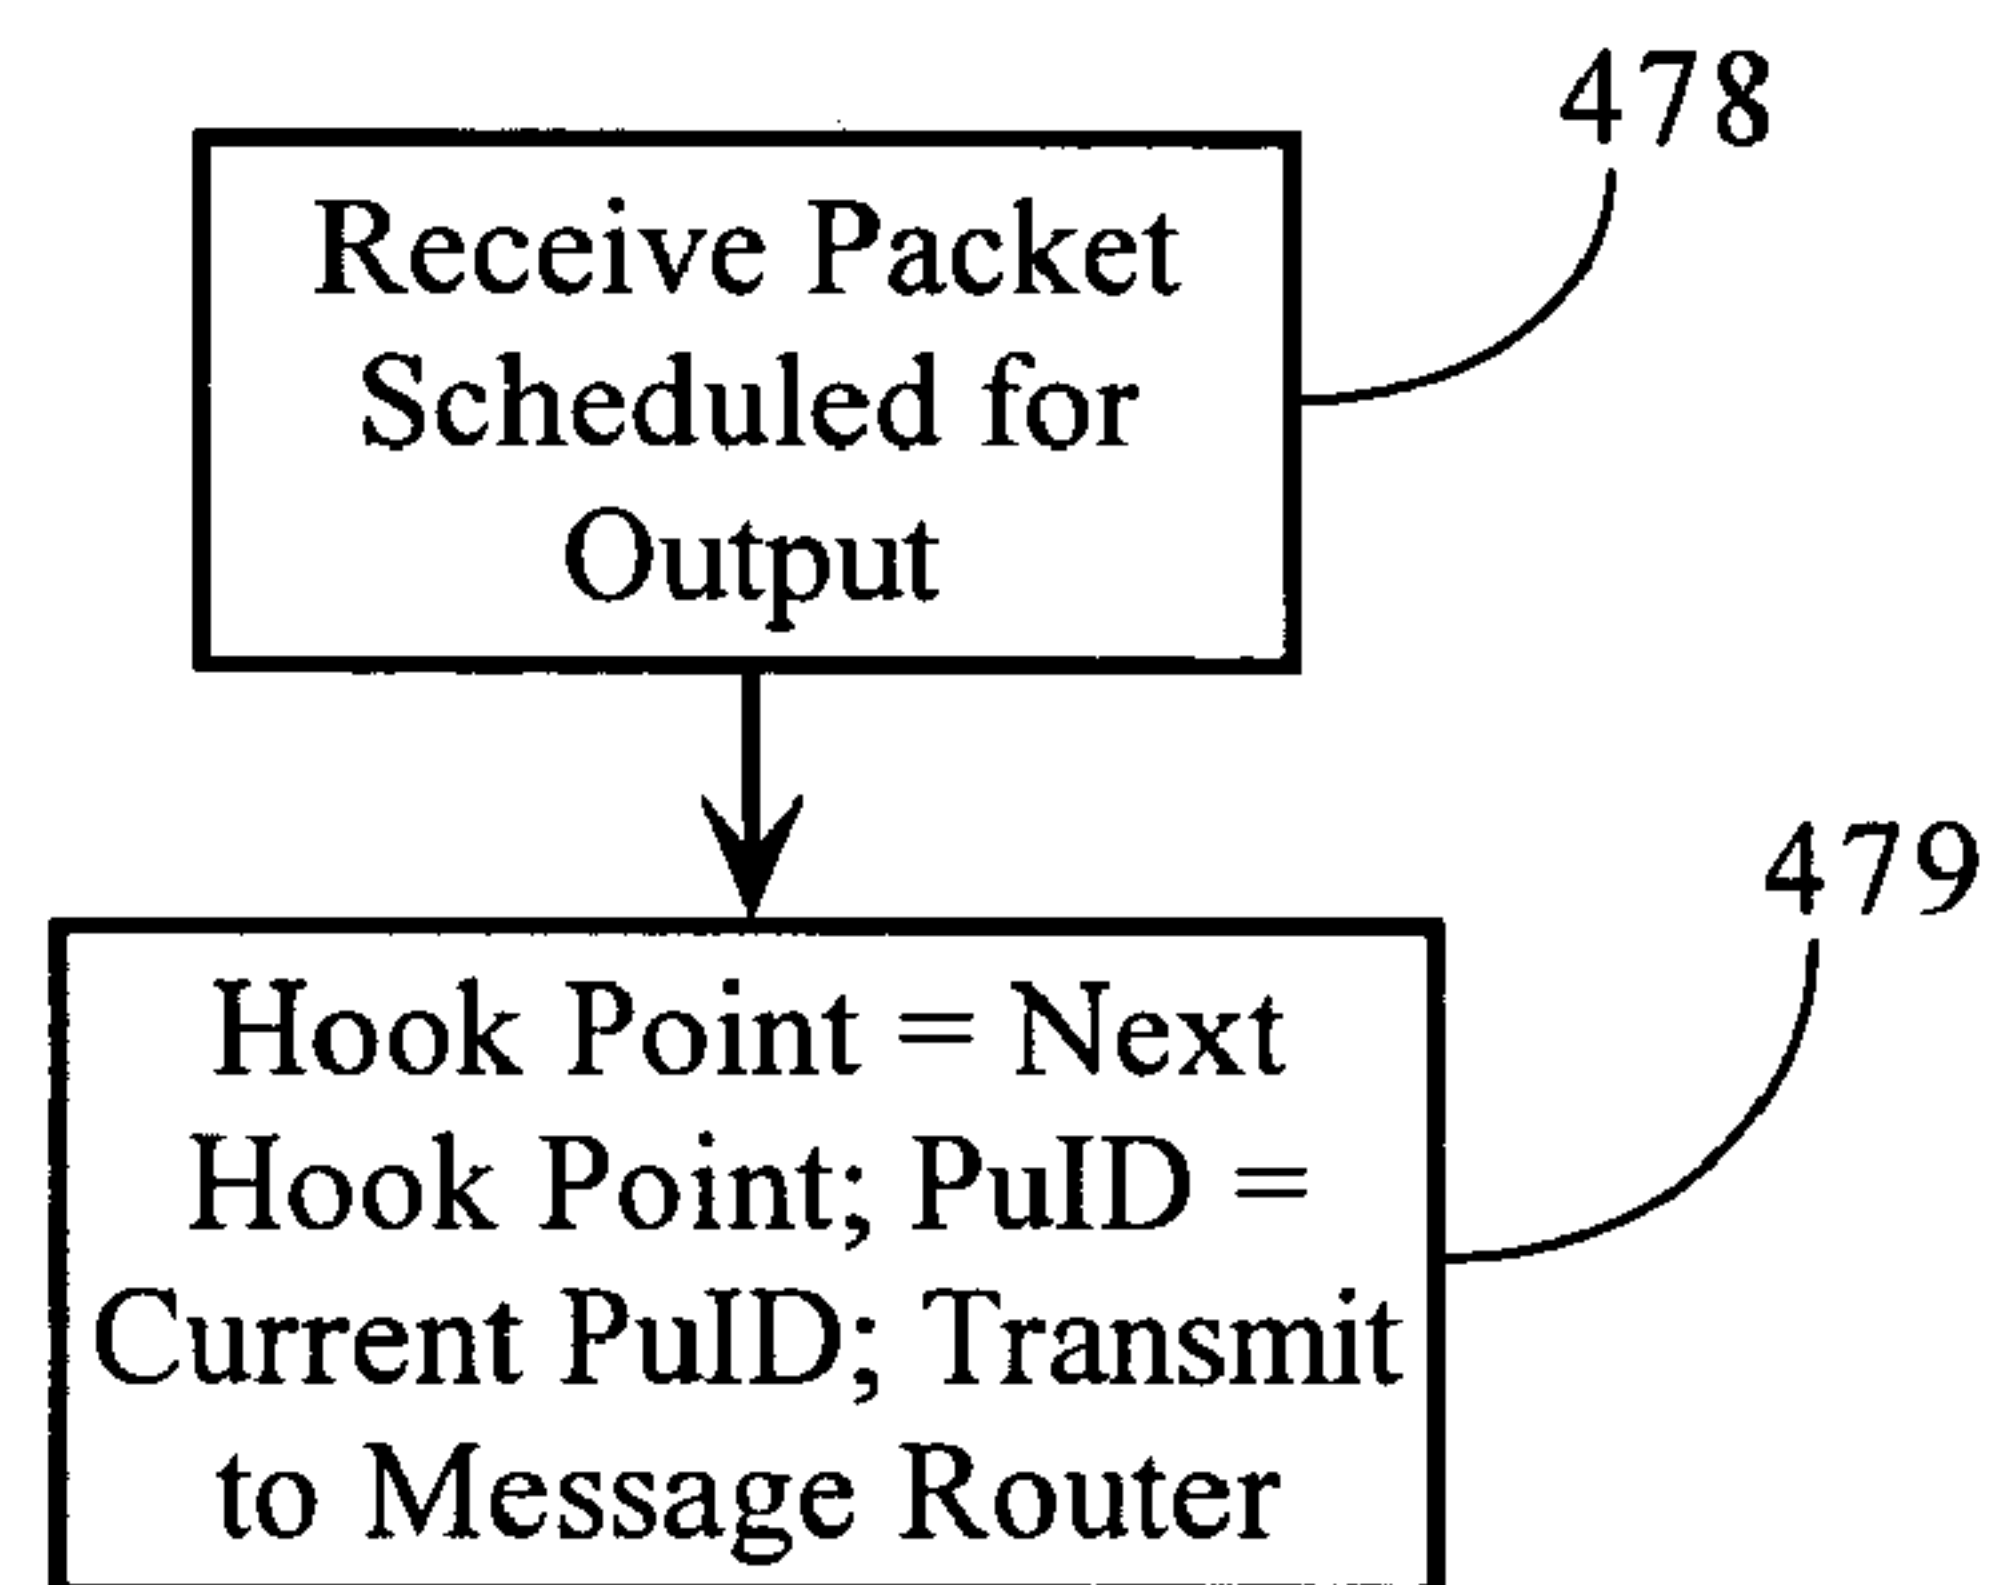 478
Receive Packet
Scheduled for
Output
479
Hook Point = Next
Hook Point; PuID =
Current PuID; Transmit
to Message Router